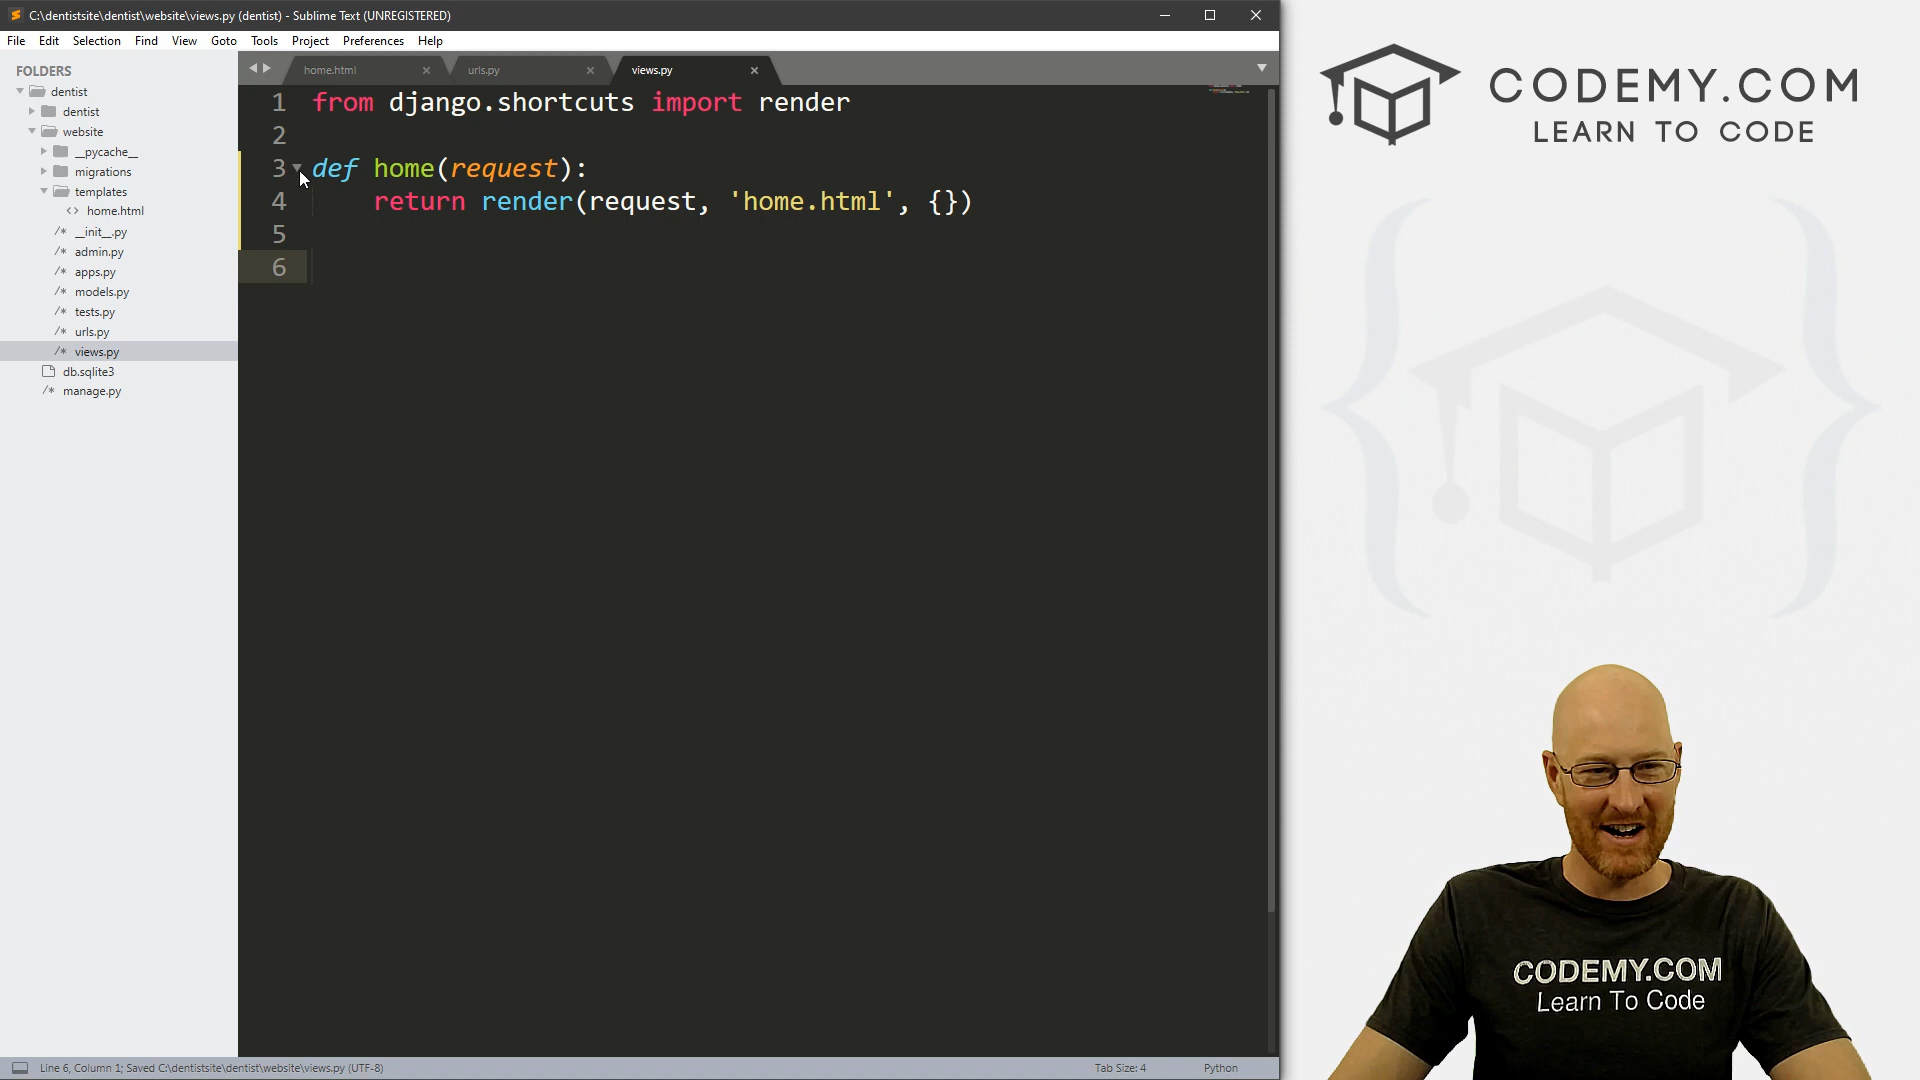 C:\dentistsite\dentist\website\views.py (dentist) - Sublime Text (UNREGISTERED)
File Edit Selection Find View Goto Tools Project Preferences Help
FOLDERS
dentist
dentist
website
__pycache__
migrations
templates
home.html
__init__.py
admin.py
apps.py
models.py
tests.py
urls.py
views.py
db.sqlite3
manage.py
home.html urls.py views.py
1 from django.shortcuts import render
2
3 def home(request):
4 return render(request, 'home.html', {})
5
6
Line 6, Column 1; Saved C:\dentistsite\dentist\website\views.py (UTF-8) Tab Size: 4 Python
CODEMY.COM
LEARN TO CODE
CODEMY.COM
Learn To Code